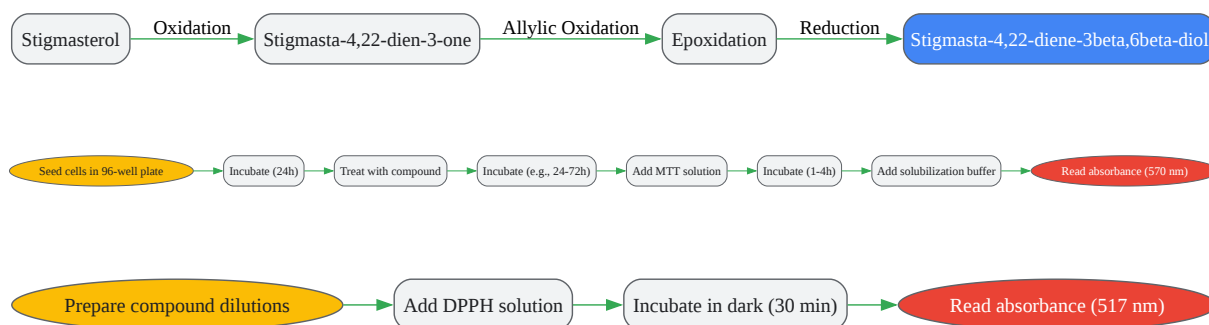 Stigmasterol
Oxidation
Stigmasta-4,22-dien-3-one
Allylic Oxidation
Epoxidation
Reduction
Stigmasta-4,22-diene-3beta,6beta-diol
Seed cells in 96-well plate
Incubate (24h)
Treat with compound
Incubate (e.g., 24-72h)
Add MTT solution
Incubate (1-4h)
Add solubilization buffer
Read absorbance (570 nm)
Prepare compound dilutions
Add DPPH solution
Incubate in dark (30 min)
Read absorbance (517 nm)